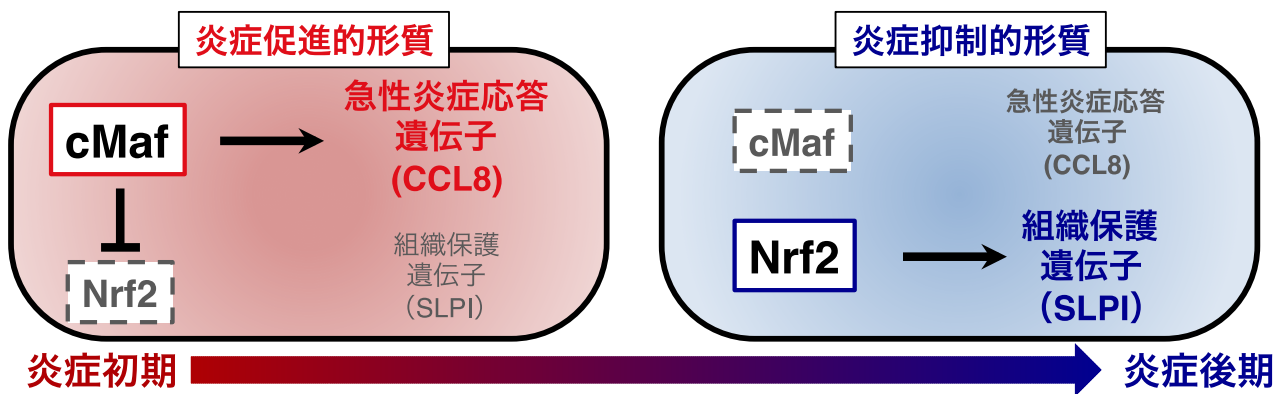 炎症促進的形質
cMaf
急性炎症応答
遺伝子
(CCL8)
Nrf2
組織保護
遺伝子
（SLPI）
炎症抑制的形質
cMaf
急性炎症応答
遺伝子
(CCL8)
Nrf2
組織保護
遺伝子
（SLPI）
炎症初期
炎症後期